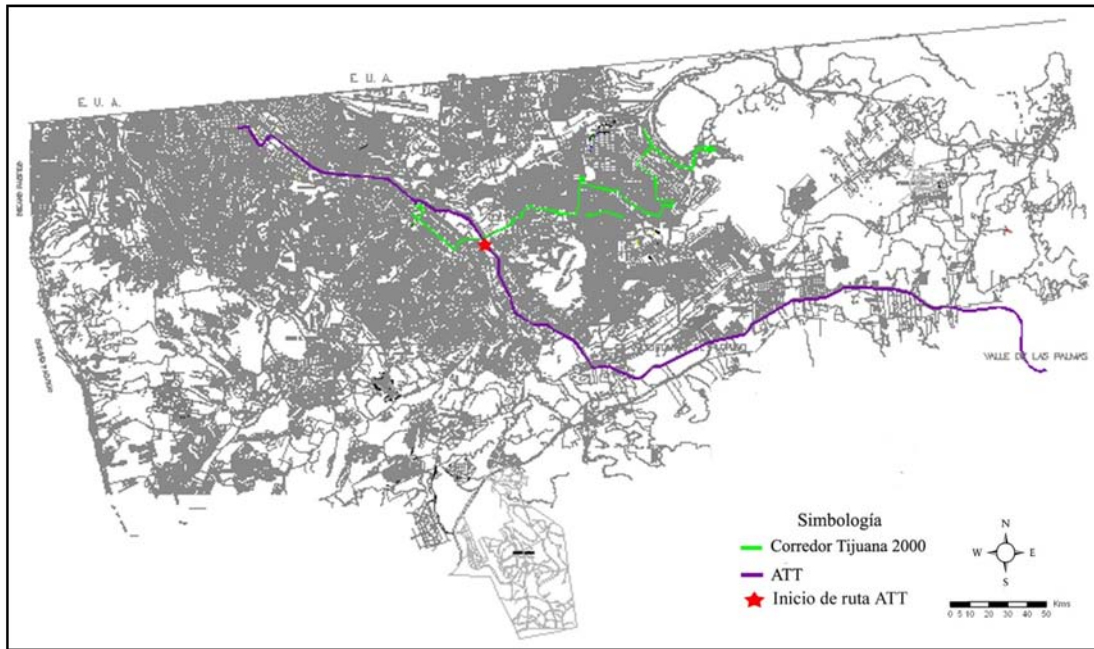 E. U. A.
E. U. A.
VALLE DE LAS PALMAS
Simbología
Corredor Tijuana 2000
ATT
Inicio de ruta ATT
N
W E
S
0 5 10 20 30 40 50 Kms